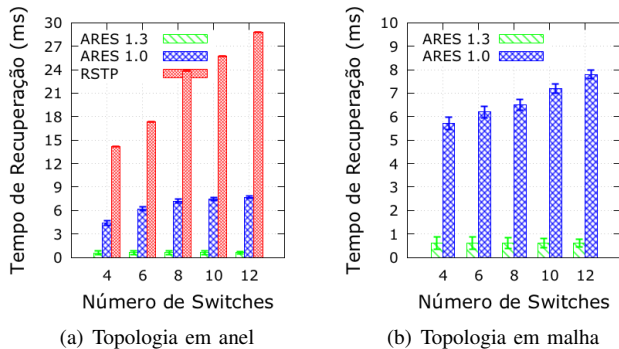 Tempo de Recuperação (ms)
30
27
24
21
18
15
12
9
6
3
0
ARES 1.3
ARES 1.0
RSTP
4 6 8 10 12
Número de Switches
(a) Topologia em anel
Tempo de Recuperação (ms)
10
9
8
7
6
5
4
3
2
1
0
ARES 1.3
ARES 1.0
4 6 8 10 12
Número de Switches
(b) Topologia em malha